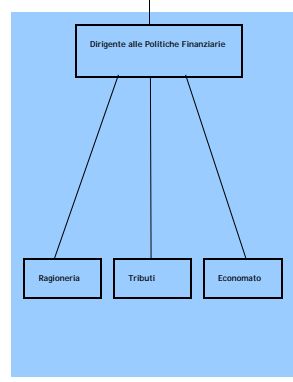 Dirigente alle Politiche Finanziarie
Ragioneria
Tributi
Economato